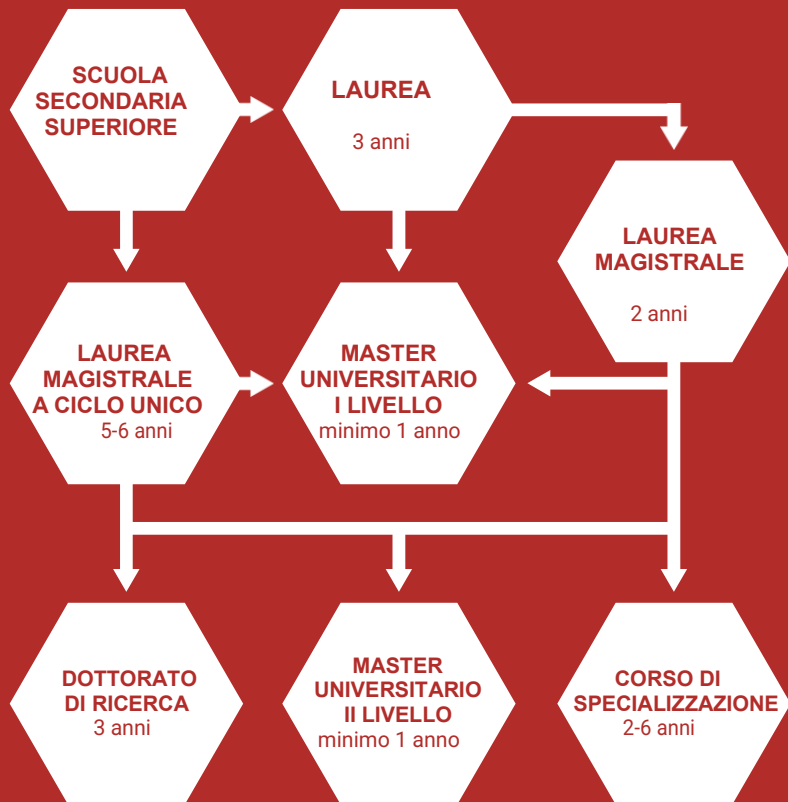 SCUOLA
SECONDARIA
SUPERIORE
LAUREA
3 anni
LAUREA
MAGISTRALE
2 anni
LAUREA
MAGISTRALE
A CICLO UNICO
5-6 anni
MASTER
UNIVERSITARIO
I LIVELLO
minimo 1 anno
DOTTORATO
DI RICERCA
3 anni
MASTER
UNIVERSITARIO
II LIVELLO
minimo 1 anno
CORSO DI
SPECIALIZZAZIONE
2-6 anni